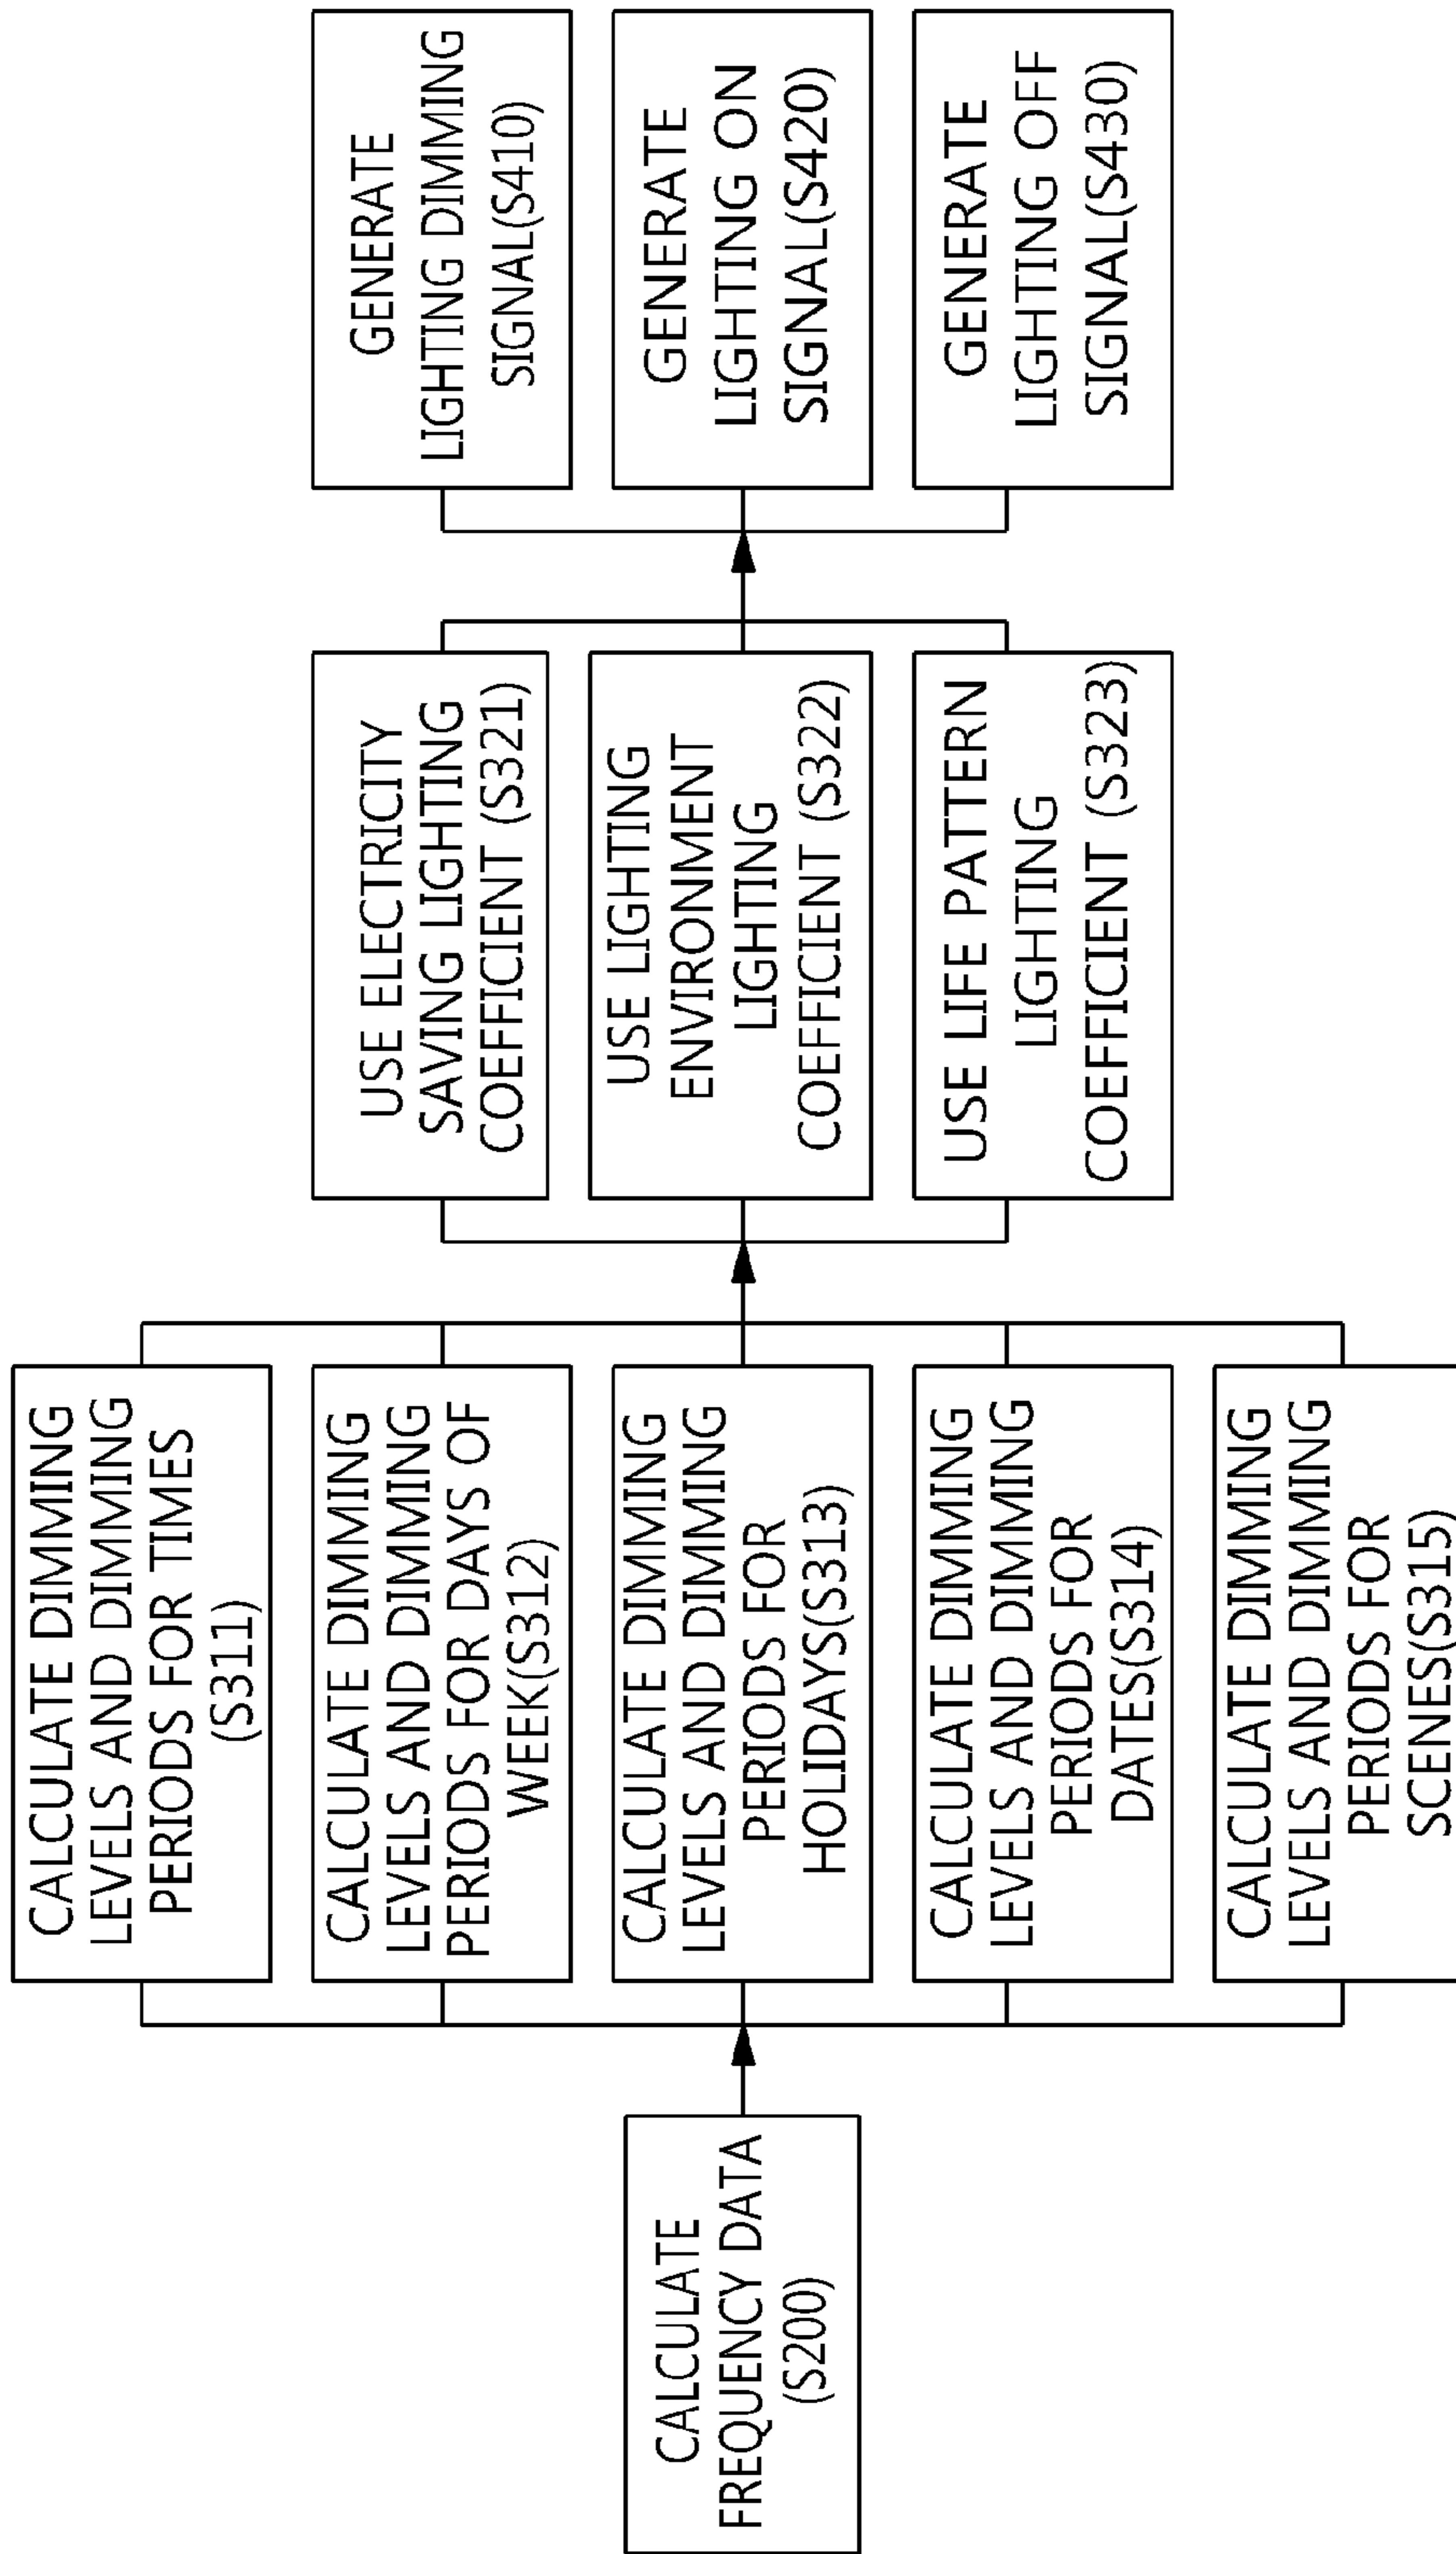 CALCULATE
FREQUENCY DATA
(S200)
CALCULATE DIMMING
LEVELS AND DIMMING
PERIODS FOR TIMES
(S311)
CALCULATE DIMMING
LEVELS AND DIMMING
PERIODS FOR DAYS OF
WEEK(S312)
CALCULATE DIMMING
LEVELS AND DIMMING
PERIODS FOR
HOLIDAYS(S313)
CALCULATE DIMMING
LEVELS AND DIMMING
PERIODS FOR
DATES(S314)
CALCULATE DIMMING
LEVELS AND DIMMING
PERIODS FOR
SCENES(S315)
USE ELECTRICITY
SAVING LIGHTING
COEFFICIENT (S321)
USE LIGHTING
ENVIRONMENT
LIGHTING
COEFFICIENT (S322)
USE LIFE PATTERN
LIGHTING
COEFFICIENT (S323)
GENERATE
LIGHTING DIMMING
SIGNAL(S410)
GENERATE
LIGHTING ON
SIGNAL(S420)
GENERATE
LIGHTING OFF
SIGNAL(S430)